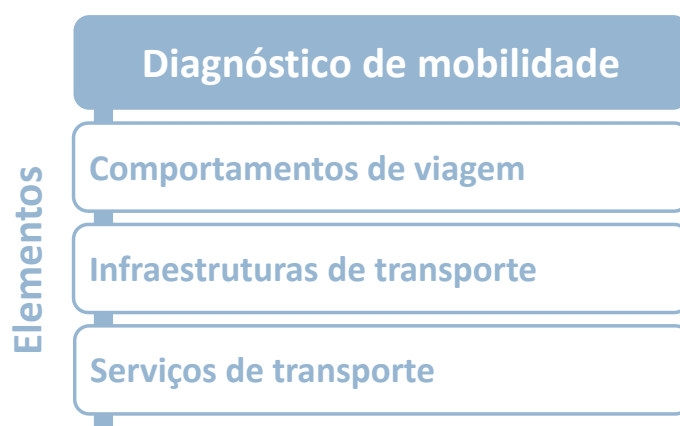 Diagnóstico de mobilidade
Elementos
Comportamentos de viagem
Infraestruturas de transporte
Serviços de transporte